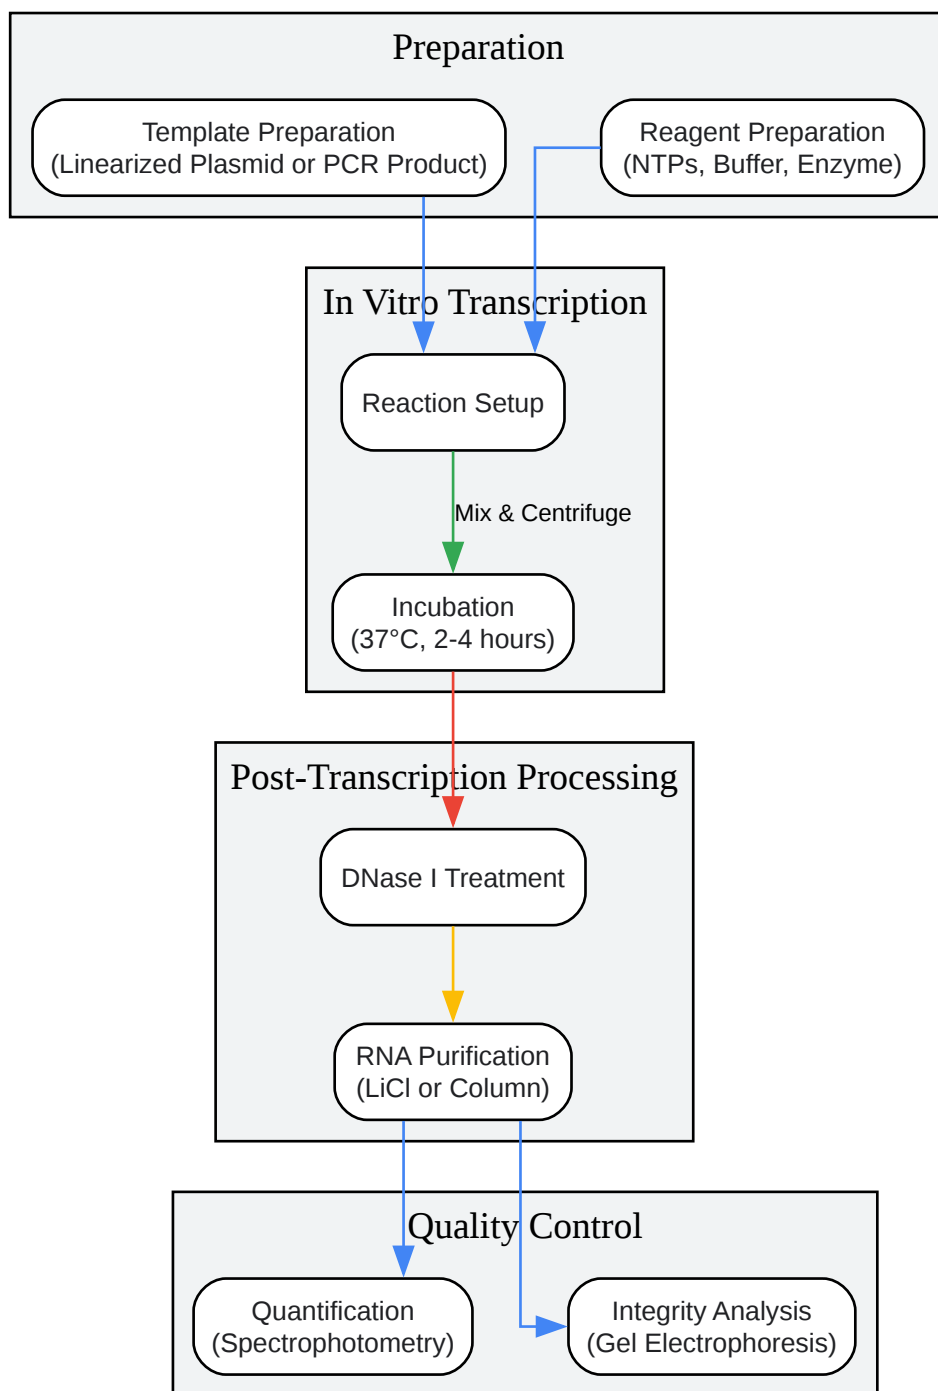 Preparation
Template Preparation
(Linearized Plasmid or PCR Product)
Reagent Preparation
(NTPs, Buffer, Enzyme)
In Vitro Transcription
Reaction Setup
Mix & Centrifuge
Incubation
(37°C, 2-4 hours)
Post-Transcription Processing
DNase I Treatment
RNA Purification
(LiCl or Column)
Quality Control
Quantification
(Spectrophotometry)
Integrity Analysis
(Gel Electrophoresis)